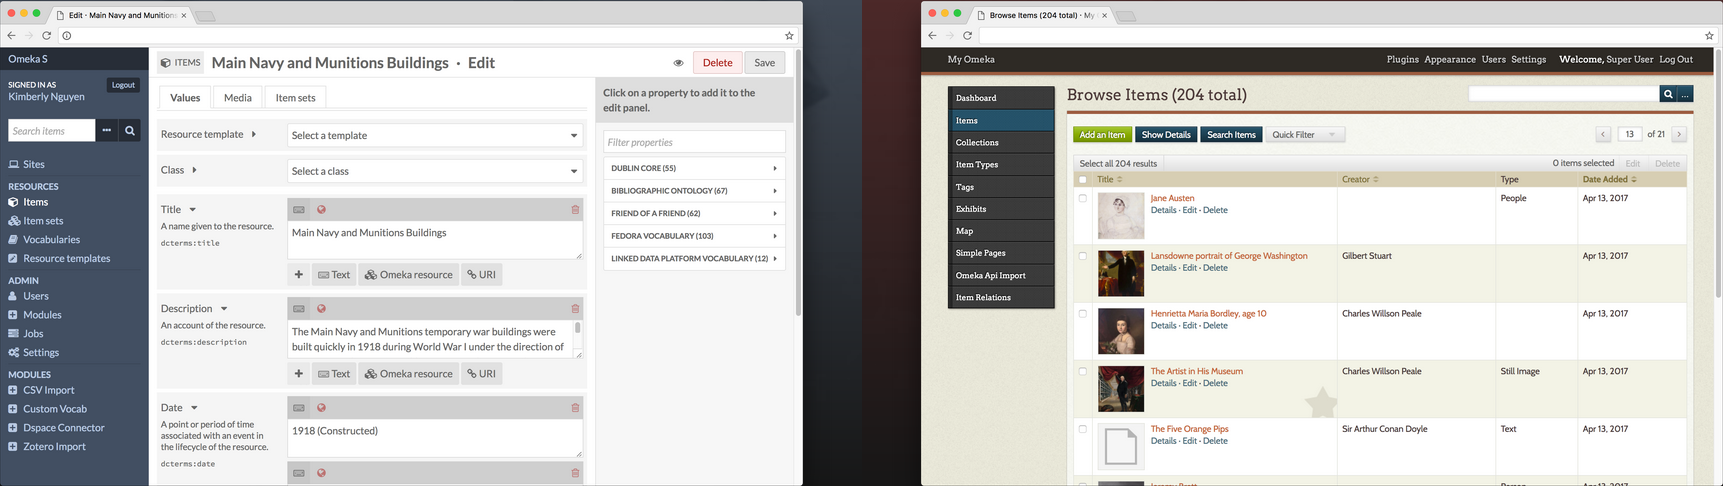 Edit · Main Navy and Munitions
Omeka S
SIGNED IN AS
Kimberly Nguyen
Logout
Search items
Sites
RESOURCES
Items
Item sets
Vocabularies
Resource templates
ADMIN
Users
Modules
Jobs
Settings
MODULES
CSV Import
Custom Vocab
Dspace Connector
Zotero Import
ITEMS Main Navy and Munitions Buildings · Edit
Delete Save
Values Media Item sets
Resource template Select a template
Class Select a class
Title
A name given to the resource.
dcterms:title
Main Navy and Munitions Buildings
+ Text Omeka resource URI
Description
An account of the resource.
dcterms:description
The Main Navy and Munitions temporary war buildings were
built quickly in 1918 during World War I under the direction of
+ Text Omeka resource URI
Date
A point or period of time
associated with an event in
the lifecycle of the resource.
dcterms:date
1918 (Constructed)
Click on a property to add it to the
edit panel.
Filter properties
DUBLIN CORE (55)
BIBLIOGRAPHIC ONTOLOGY (67)
FRIEND OF A FRIEND (62)
FEDORA VOCABULARY (103)
LINKED DATA PLATFORM VOCABULARY (12)
Browse Items (204 total) · My
My Omeka
Plugins Appearance Users Settings Welcome, Super User Log Out
Dashboard
Items
Collections
Item Types
Tags
Exhibits
Map
Simple Pages
Omeka Api Import
Item Relations
Browse Items (204 total)
...
Add an Item Show Details Search Items Quick Filter
13 of 21
Select all 204 results 0 items selected Edit Delete
Title Creator Type Date Added
Jane Austen People Apr 13, 2017
Details · Edit · Delete
Lansdowne portrait of George Washington Gilbert Stuart Apr 13, 2017
Details · Edit · Delete
Henrietta Maria Bordley, age 10 Charles Willson Peale Apr 13, 2017
Details · Edit · Delete
The Artist in His Museum Charles Willson Peale Still Image Apr 13, 2017
Details · Edit · Delete
The Five Orange Pips Sir Arthur Conan Doyle Text Apr 13, 2017
Details · Edit · Delete